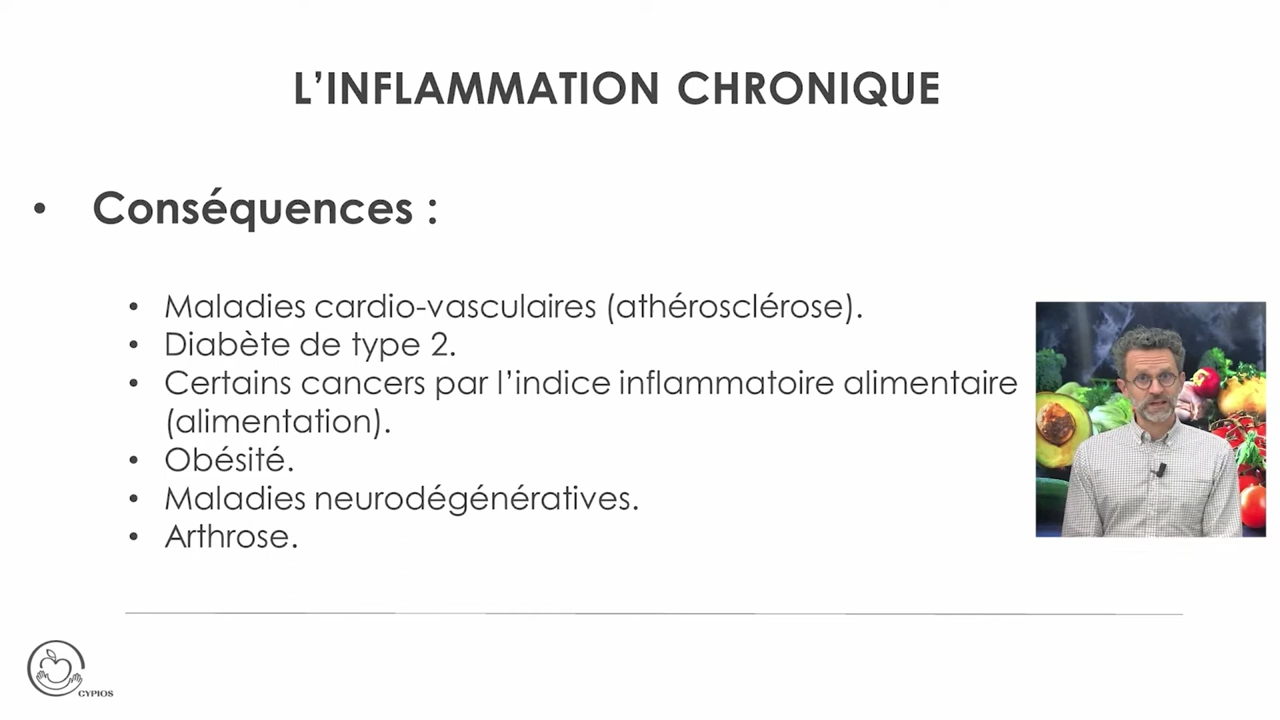 L’INFLAMMATION CHRONIQUE
• Conséquences :
• Maladies cardio-vasculaires (athérosclérose).
• Diabète de type 2.
• Certains cancers par l’indice inflammatoire alimentaire
(alimentation).
• Obésité.
• Maladies neurodégénératives.
• Arthrose.
CYPIOS